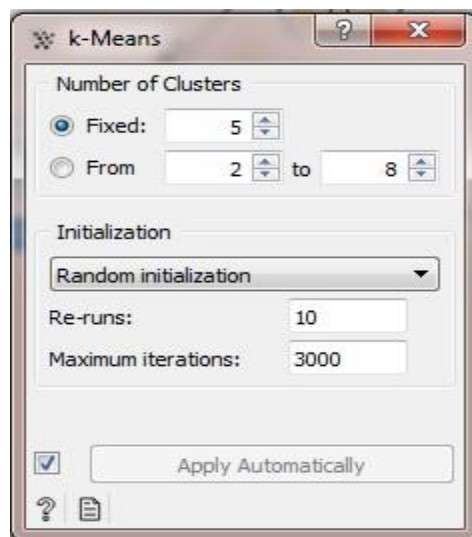 k-Means
Number of Clusters
Fixed: 5
From 2 to 8
Initialization
Random initialization
Re-runs: 10
Maximum iterations: 3000
Apply Automatically